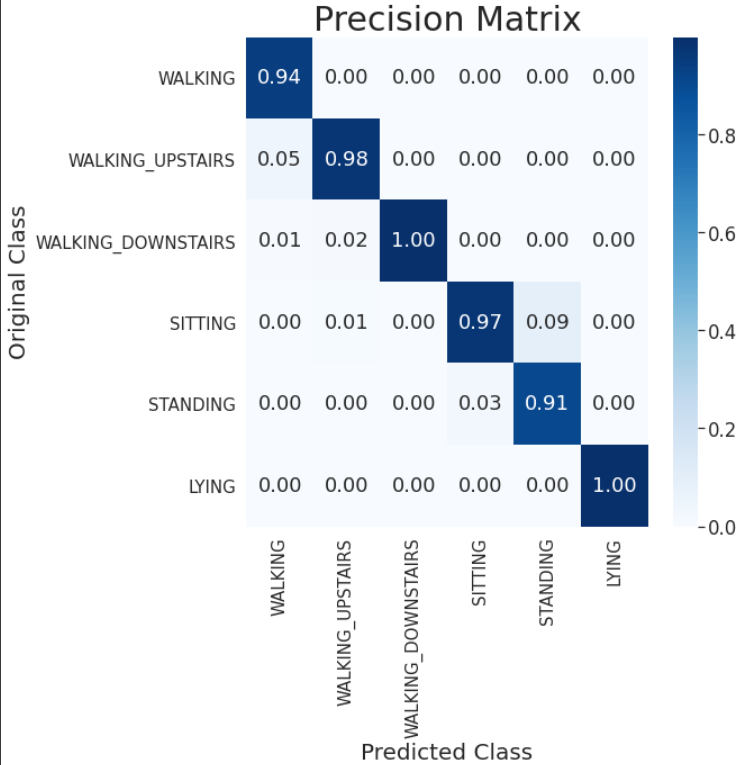 Precision Matrix
WALKING 0.94 0.00 0.00 0.00 0.00 0.00
WALKING_UPSTAIRS 0.05 0.98 0.00 0.00 0.00 0.00
WALKING_DOWNSTAIRS 0.01 0.02 1.00 0.00 0.00 0.00
SITTING 0.00 0.01 0.00 0.97 0.09 0.00
STANDING 0.00 0.00 0.00 0.03 0.91 0.00
LYING 0.00 0.00 0.00 0.00 0.00 1.00
Original Class
WALKING
WALKING_UPSTAIRS
WALKING_DOWNSTAIRS
SITTING
STANDING
LYING
Predicted Class
0.8
0.6
0.4
0.2
0.0